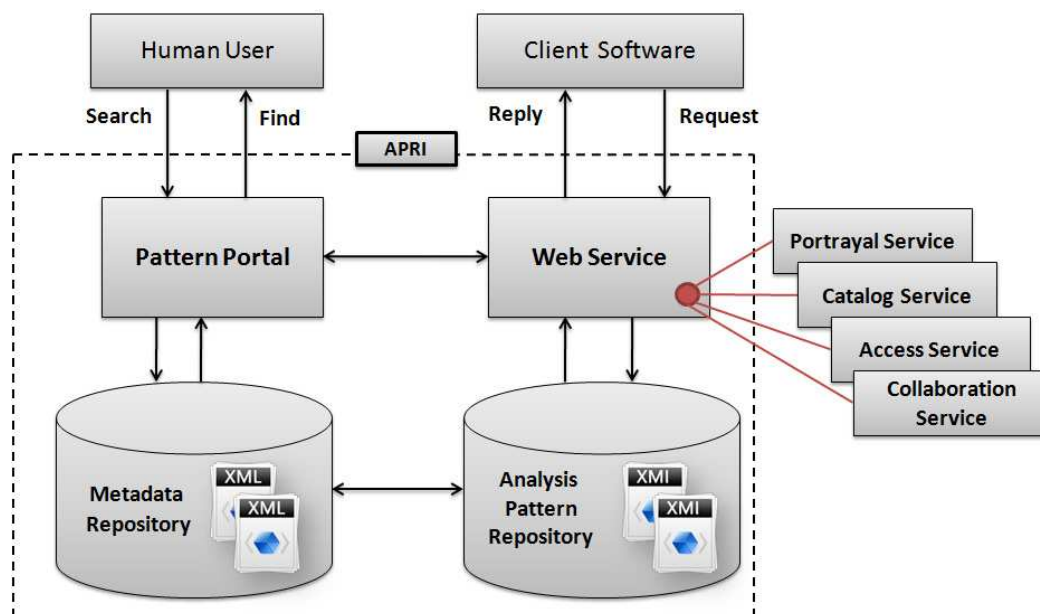 Human User
Client Software
Search
Find
Reply
Request
APRI
Pattern Portal
Web Service
Portrayal Service
Catalog Service
Access Service
Collaboration
Service
Metadata
Repository
XML
XML
Analysis
Pattern
Repository
XMI
XMI